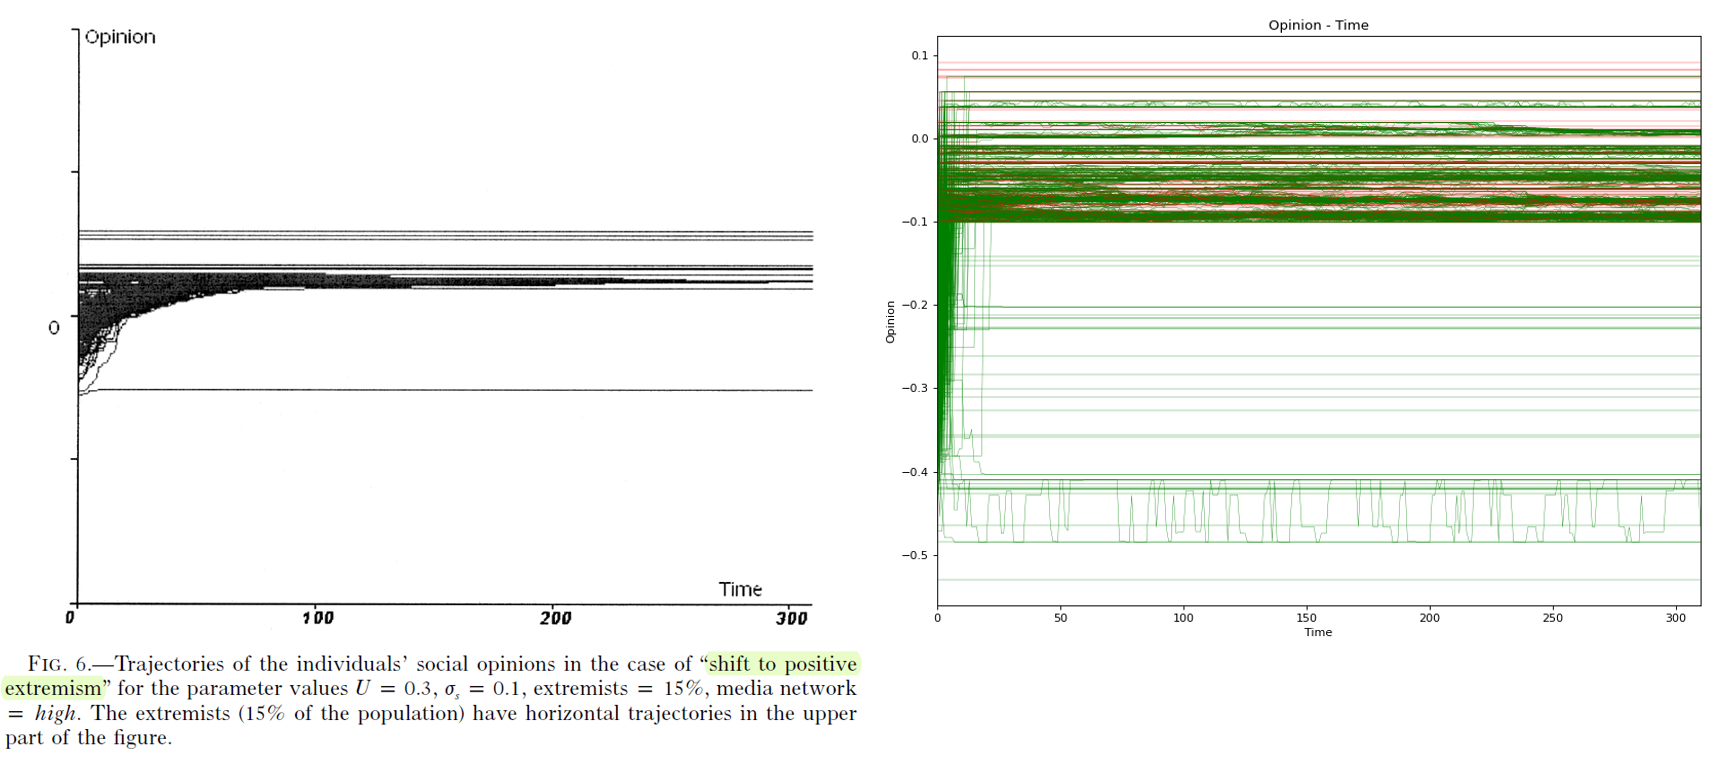 Opinion
0
Time
0 100 200 300
FIG. 6.—Trajectories of the individuals’ social opinions in the case of “shift to positive
extremism” for the parameter values U = 0.3, σs = 0.1, extremists = 15%, media network
= high. The extremists (15% of the population) have horizontal trajectories in the upper
part of the figure.
Opinion - Time
0.1
0.0
−0.1
−0.2
−0.3
−0.4
−0.5
Opinion
0 50 100 150 200 250 300
Time